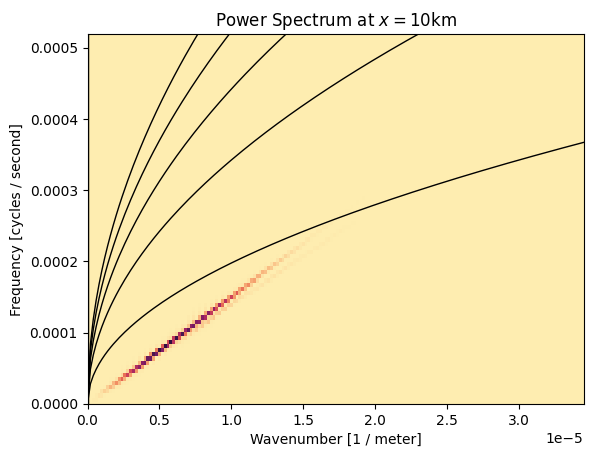 Power Spectrum at x = 10km
Frequency [cycles / second]
0.0005
0.0004
0.0003
0.0002
0.0001
0.0000
0.0 0.5 1.0 1.5 2.0 2.5 3.0
1e−5
Wavenumber [1 / meter]